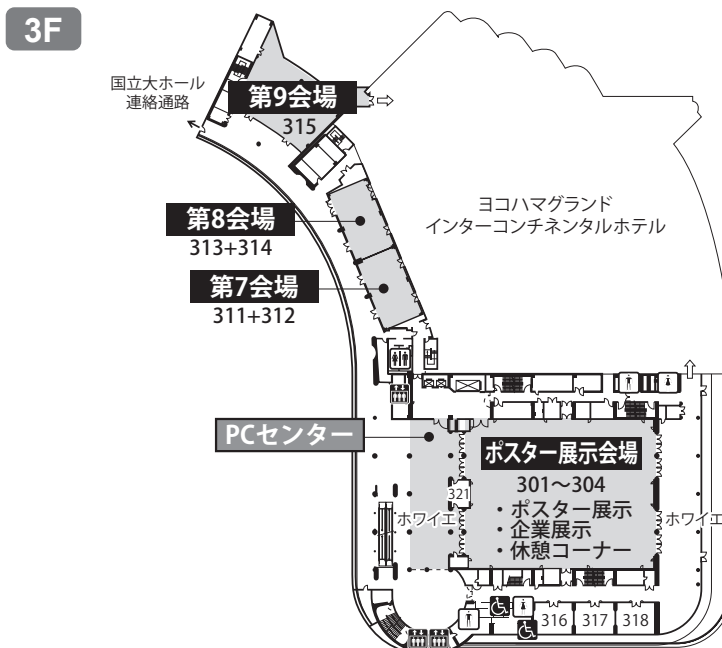 3F
国立大ホール
連絡通路
第9会場
315
ヨコハマグランド
インターコンチネンタルホテル
第8会場
313+314
第7会場
311+312
PCセンター
ポスター展示会場
301～304
・ポスター展示
・企業展示
・休憩コーナー
321
ホワイエ
ホワイエ
316
317
318